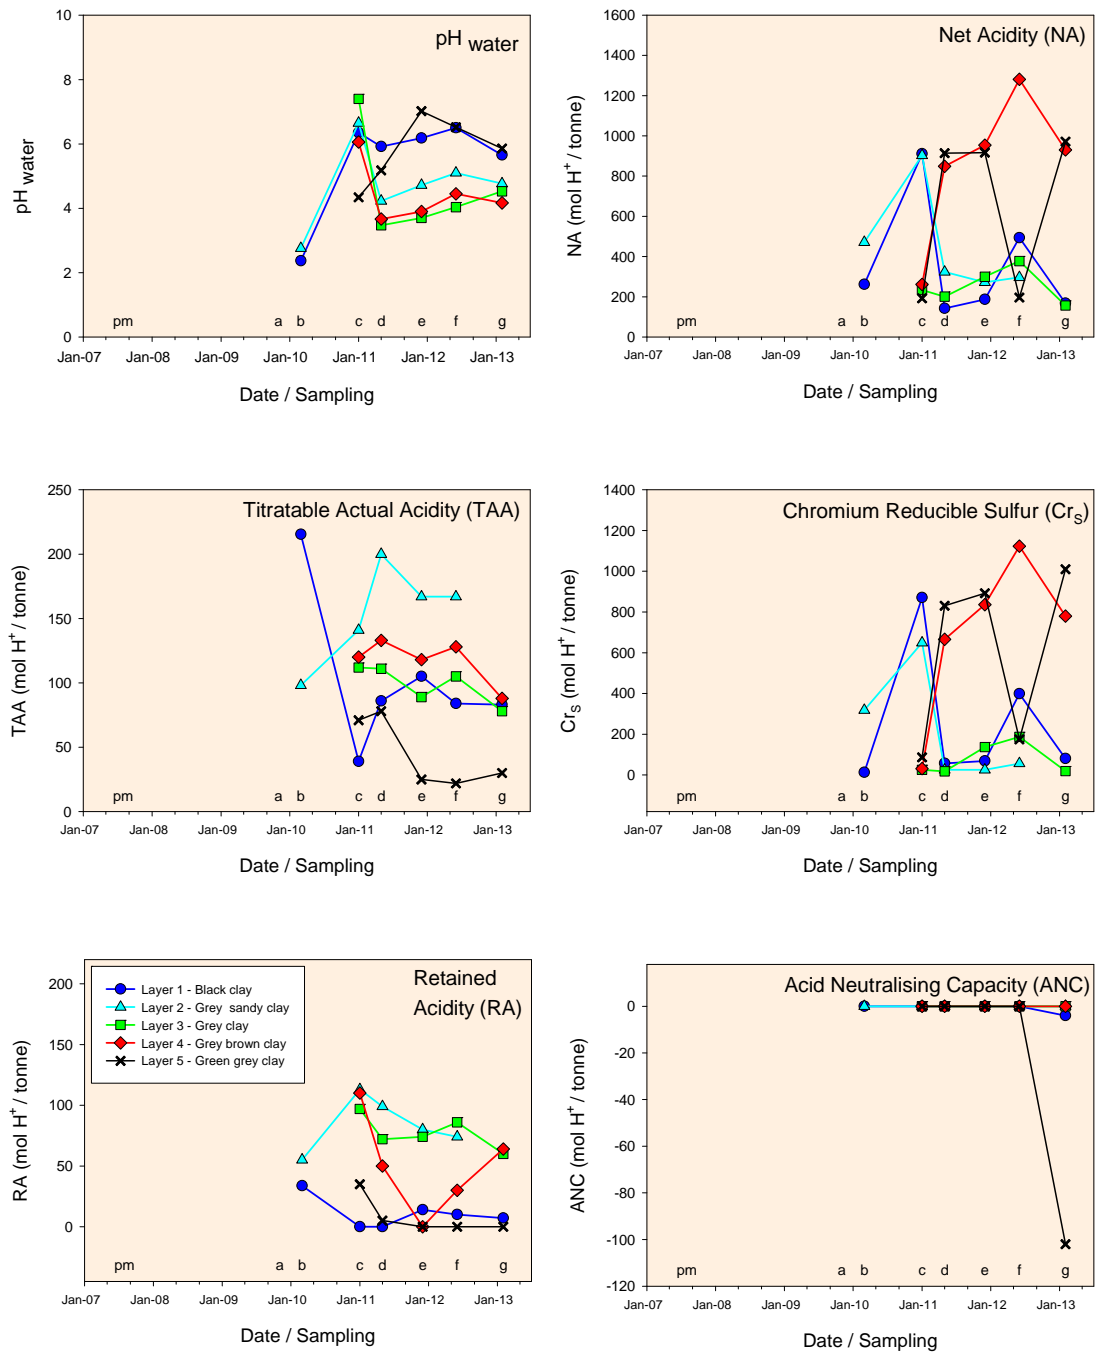 pH water
10
8
6
4
2
0
pH water
pm a b c d e f g
Jan-07 Jan-08 Jan-09 Jan-10 Jan-11 Jan-12 Jan-13
Date / Sampling
Net Acidity (NA)
1600
1400
1200
1000
800
600
400
200
0
NA (mol H⁺ / tonne)
pm a b c d e f g
Jan-07 Jan-08 Jan-09 Jan-10 Jan-11 Jan-12 Jan-13
Date / Sampling
Titratable Actual Acidity (TAA)
250
200
150
100
50
0
TAA (mol H⁺ / tonne)
pm a b c d e f g
Jan-07 Jan-08 Jan-09 Jan-10 Jan-11 Jan-12 Jan-13
Date / Sampling
Chromium Reducible Sulfur (CrS)
1400
1200
1000
800
600
400
200
0
CrS (mol H⁺ / tonne)
pm a b c d e f g
Jan-07 Jan-08 Jan-09 Jan-10 Jan-11 Jan-12 Jan-13
Date / Sampling
Retained
Acidity (RA)
Layer 1 - Black clay
Layer 2 - Grey sandy clay
Layer 3 - Grey clay
Layer 4 - Grey brown clay
Layer 5 - Green grey clay
200
150
100
50
0
RA (mol H⁺ / tonne)
pm a b c d e f g
Jan-07 Jan-08 Jan-09 Jan-10 Jan-11 Jan-12 Jan-13
Date / Sampling
Acid Neutralising Capacity (ANC)
0
-20
-40
-60
-80
-100
-120
ANC (mol H⁺ / tonne)
pm a b c d e f g
Jan-07 Jan-08 Jan-09 Jan-10 Jan-11 Jan-12 Jan-13
Date / Sampling